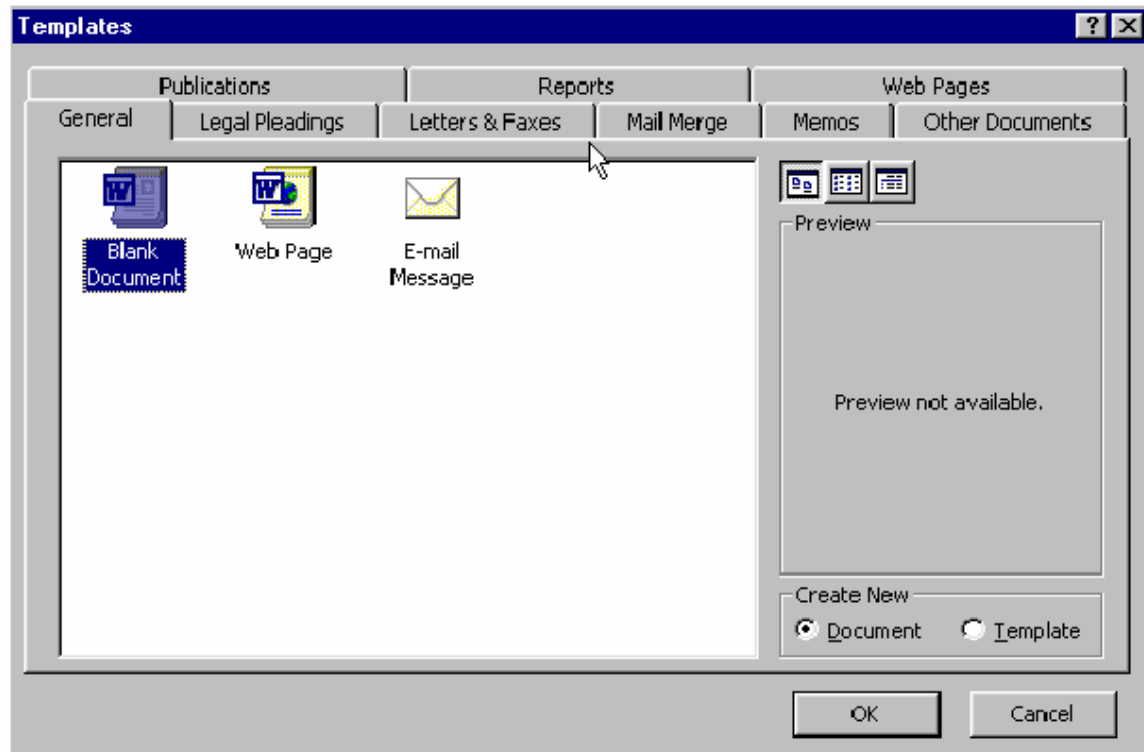 Templates
Publications Reports Web Pages
General Legal Pleadings Letters & Faxes Mail Merge Memos Other Documents
Blank Document
Web Page
E-mail Message
Preview
Preview not available.
Create New
Document Template
OK Cancel